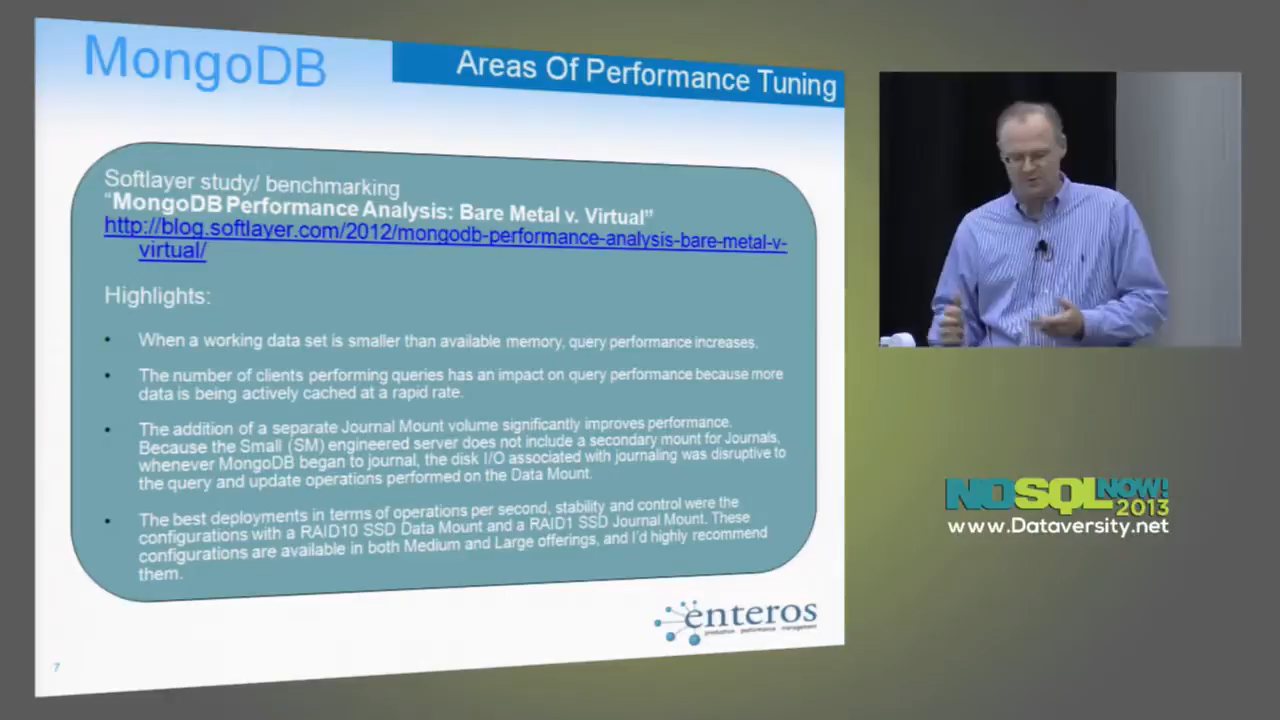 MongoDB
Areas Of Performance Tuning
Softlayer study/ benchmarking
“MongoDB Performance Analysis: Bare Metal v. Virtual”
http://blog.softlayer.com/2012/mongodb-performance-analysis-bare-metal-v-
virtual/
Highlights:
• When a working data set is smaller than available memory, query performance increases.
• The number of clients performing queries has an impact on query performance because more
data is being actively cached at a rapid rate.
• The addition of a separate Journal Mount volume significantly improves performance.
Because the Small (SM) engineered server does not include a secondary mount for Journals,
whenever MongoDB began to journal, the disk I/O associated with journaling was disruptive to
the query and update operations performed on the Data Mount.
• The best deployments in terms of operations per second, stability and control were the
configurations with a RAID10 SSD Data Mount and a RAID1 SSD Journal Mount. These
configurations are available in both Medium and Large offerings, and I'd highly recommend
them.
enteros
production performance management
7
NOSQL NOW!
2013
www.Dataversity.net